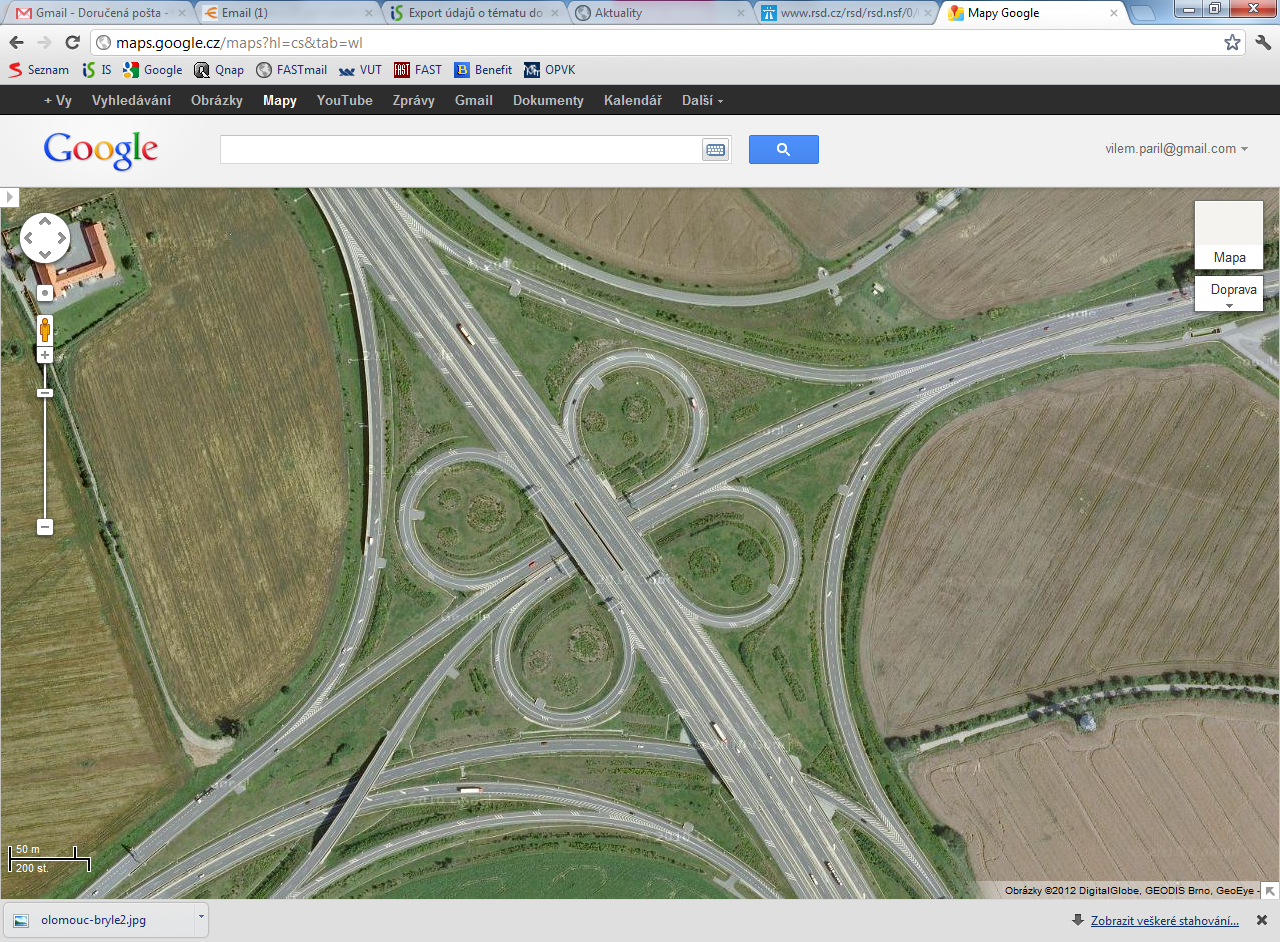 Gmail - Doručená pošta -
Email (1)
Export údajů o tématu do
Aktuality
www.rsd.cz/rsd/rsd.nsf/0/
Mapy Google
maps.google.cz/maps?hl=cs&tab=wl
Seznam
IS
Google
Qnap
FASTmail
VUT
FAST
Benefit
OPVK
+ Vy
Vyhledávání
Obrázky
Mapy
YouTube
Zprávy
Gmail
Dokumenty
Kalendář
Další
Google
vilem.paril@gmail.com
Mapa
Doprava
50 m
200 st.
Obrázky ©2012 DigitalGlobe, GEODIS Brno, GeoEye -
olomouc-bryle2.jpg
Zobrazit veškeré stahování...